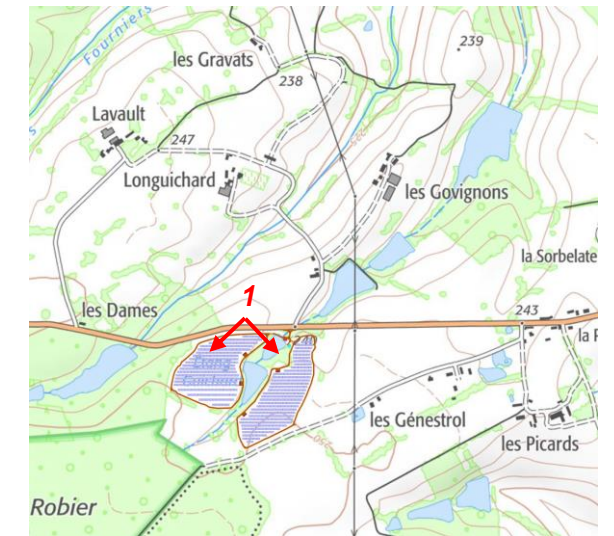 Fourniers
239
les Gravats
238
Lavault
247
Longuichard
les Govignons
la Sorbelate
1
les Dames
243
la
Étang
les Génestrol
les Picards
Robier